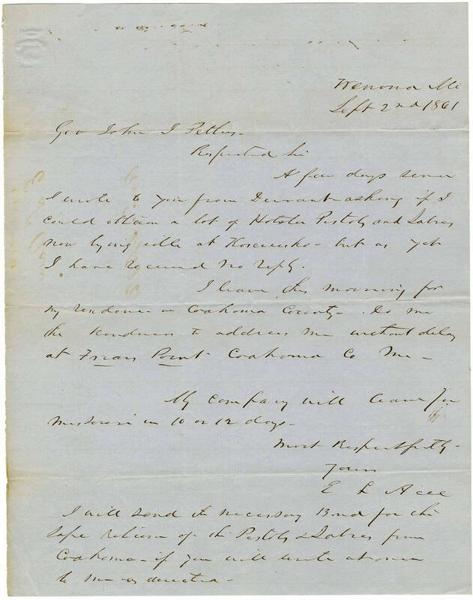 Winona Mi
Sept 2nd 1861
Gov John J Pettus
Respected Sir
A few days since
I wrote to you from Durant asking if I
could obtain a lot of Holster Pistols and Sabres
now lying idle at Kosciusko - but as yet
I have received no reply.
I leave this morning for
my residence in Coahoma County. Do me
the kindness to address me without delay
at Friars Point Coahoma Co Mi -
My company will leave for
Missouri in 10 or 12 days -
Most Respectfully
Yours
E L Acee
I will send the necessary Bond for the
safe return of the Pistols & Sabres from
Coahoma - if you will write
to me as directed -